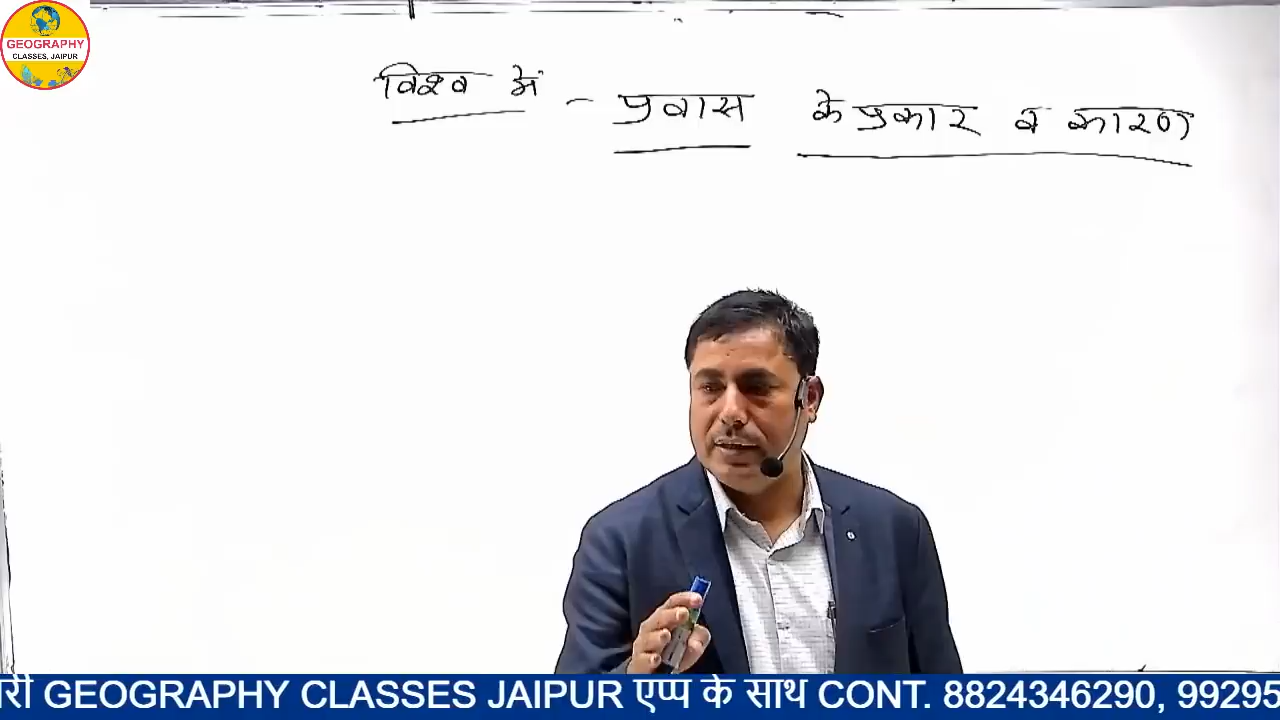 GEOGRAPHY
CLASSES, JAIPUR
विश्व में - प्रवास के प्रकार व कारण
री GEOGRAPHY CLASSES JAIPUR एप्प के साथ CONT. 8824346290, 99295